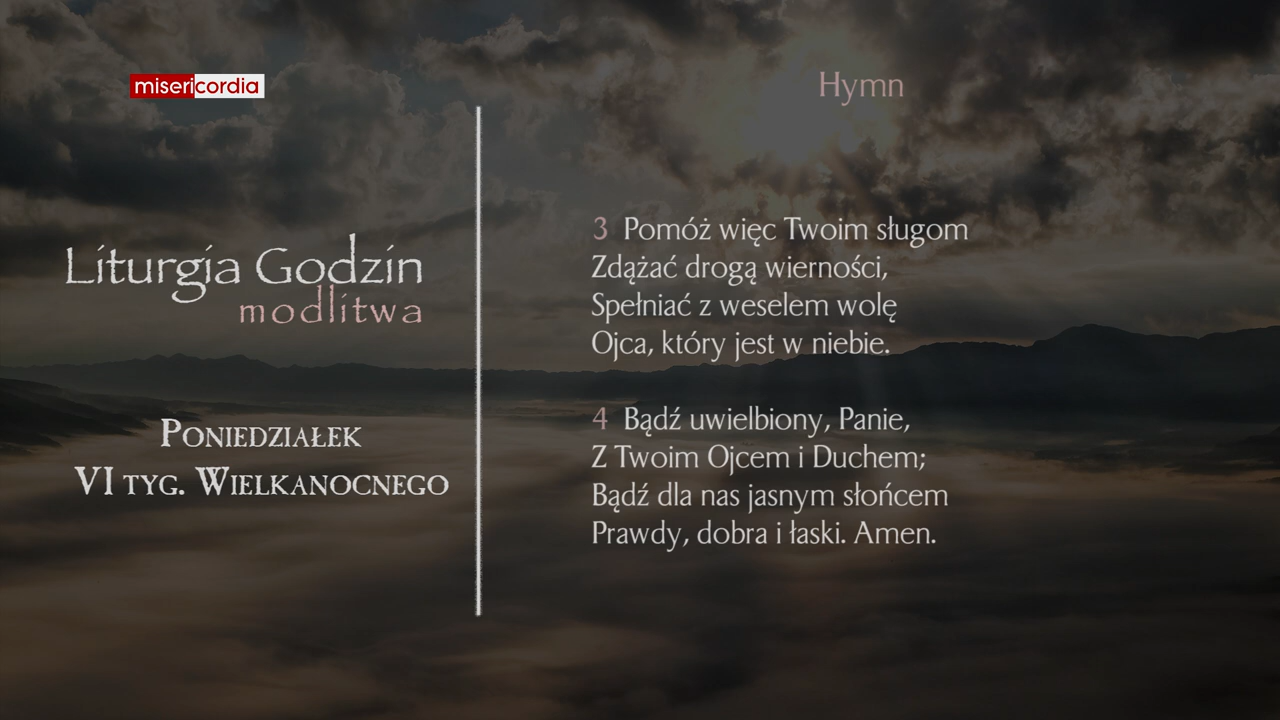 misericordia
Liturgia Godzin
modlitwa
Poniedziałek
VI tyg. Wielkanocnego
Hymn
3 Pomóż więc Twoim sługom
Zdążać drogą wierności,
Spełniać z weselem wolę
Ojca, który jest w niebie.
4 Bądź uwielbiony, Panie,
Z Twoim Ojcem i Duchem;
Bądź dla nas jasnym słońcem
Prawdy, dobra i łaski. Amen.